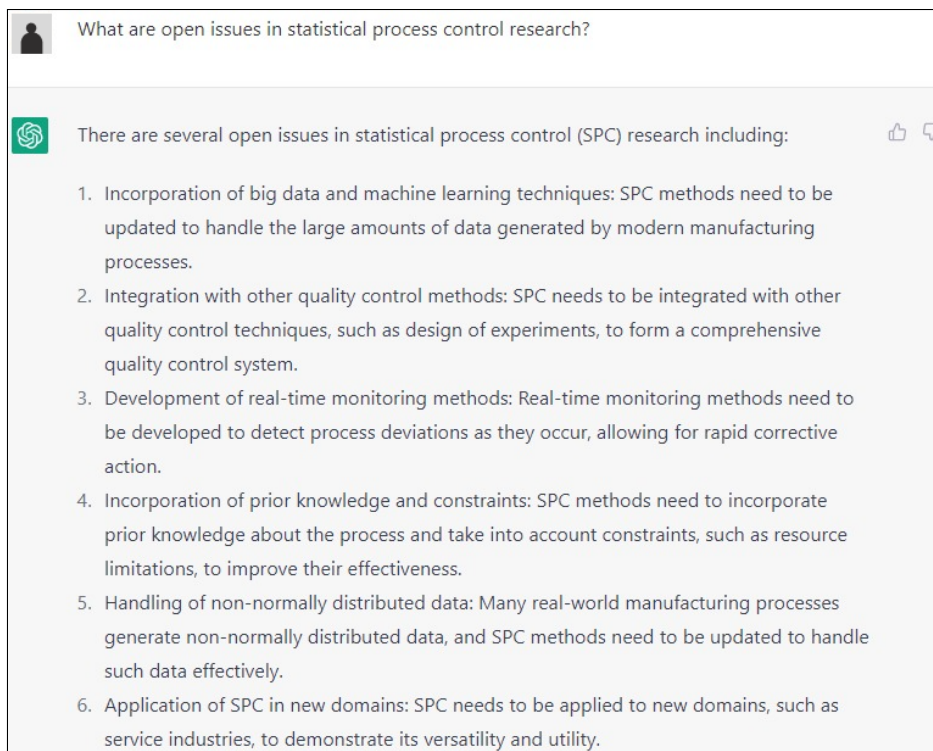 What are open issues in statistical process control research?
There are several open issues in statistical process control (SPC) research including:
1. Incorporation of big data and machine learning techniques: SPC methods need to be
updated to handle the large amounts of data generated by modern manufacturing
processes.
2. Integration with other quality control methods: SPC needs to be integrated with other
quality control techniques, such as design of experiments, to form a comprehensive
quality control system.
3. Development of real-time monitoring methods: Real-time monitoring methods need to
be developed to detect process deviations as they occur, allowing for rapid corrective
action.
4. Incorporation of prior knowledge and constraints: SPC methods need to incorporate
prior knowledge about the process and take into account constraints, such as resource
limitations, to improve their effectiveness.
5. Handling of non-normally distributed data: Many real-world manufacturing processes
generate non-normally distributed data, and SPC methods need to be updated to handle
such data effectively.
6. Application of SPC in new domains: SPC needs to be applied to new domains, such as
service industries, to demonstrate its versatility and utility.